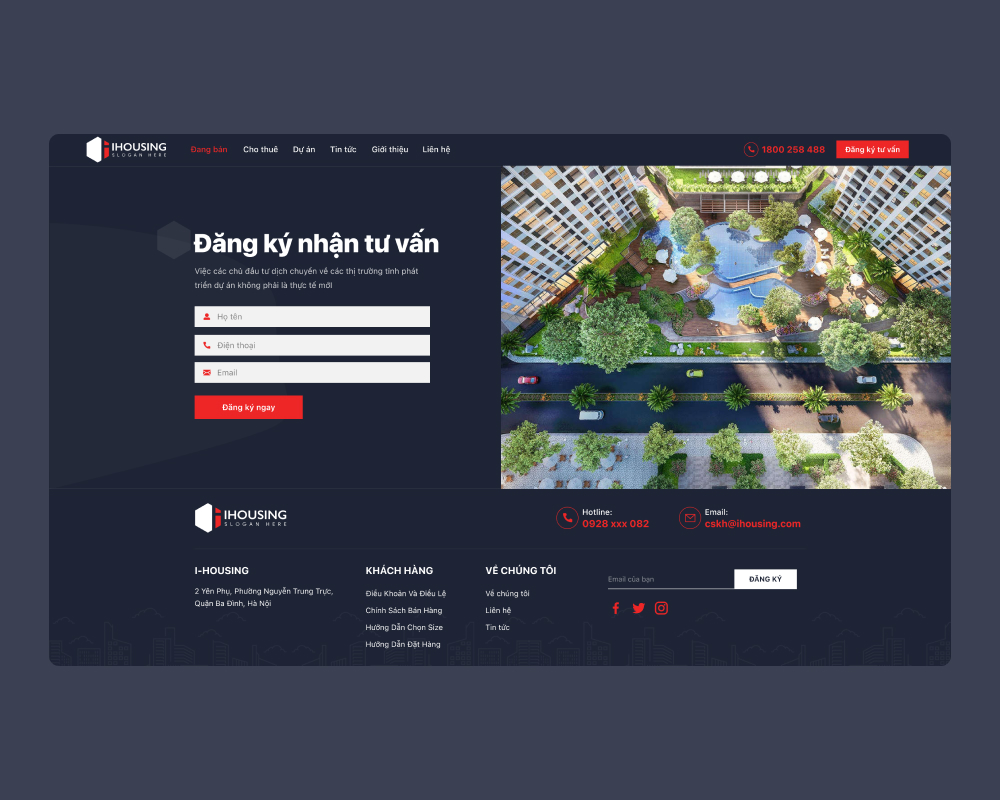 IHOUSING
SLOGAN HERE
Đang bán Cho thuê Dự án Tin tức Giới thiệu Liên hệ
1800 258 488
Đăng ký tư vấn
Đăng ký nhận tư vấn
Việc các chủ đầu tư dịch chuyển về các thị trường tỉnh phát
triển dự án không phải là thực tế mới
Họ tên
Điện thoại
Email
Đăng ký ngay
IHOUSING
SLOGAN HERE
Hotline:
0928 xxx 082
Email:
cskh@ihousing.com
I-HOUSING
2 Yên Phụ, Phường Nguyễn Trung Trực,
Quận Ba Đình, Hà Nội
KHÁCH HÀNG
Điều Khoản Và Điều Lệ
Chính Sách Bán Hàng
Hướng Dẫn Chọn Size
Hướng Dẫn Đặt Hàng
VỀ CHÚNG TÔI
Về chúng tôi
Liên hệ
Tin tức
Email của bạn
ĐĂNG KÝ